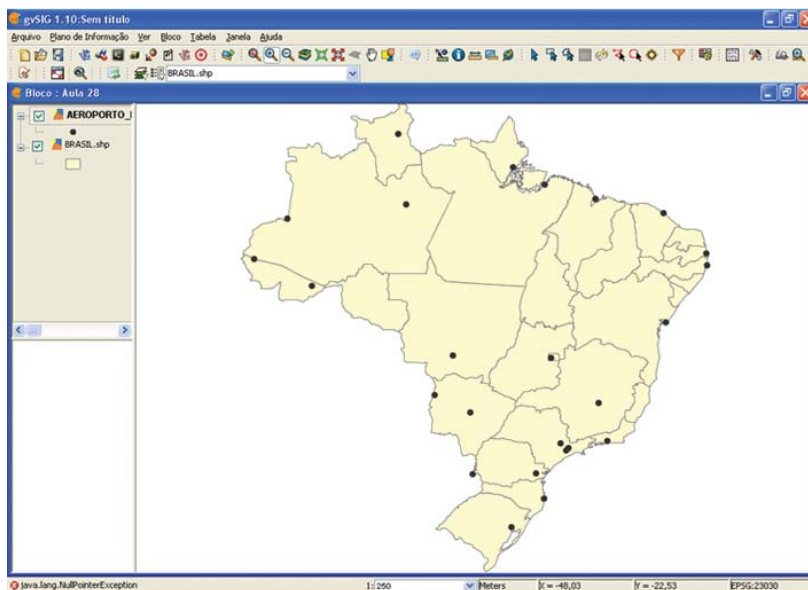 gvSIG 1.10:Sem título
Arquivo Plano de Informação Ver Bloco Tabela Janela Ajuda
BRASIL.shp
Bloco : Aula 28
AEROPORTO_
BRASIL.shp
java.lang.NullPointerException 1: 250 Meters X = -48,03 Y = -22,53 EPSG:23030